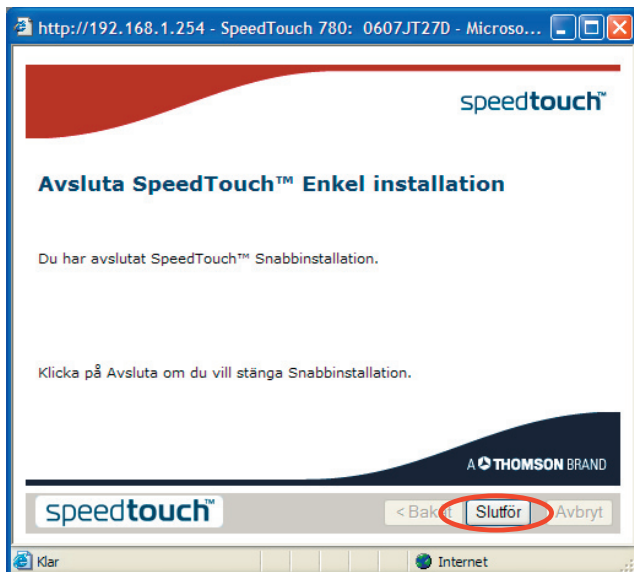 http://192.168.1.254 - SpeedTouch 780: 0607JT27D - Microso...
speedtouch™
Avsluta SpeedTouch™ Enkel installation
Du har avslutat SpeedTouch™ Snabbinstallation.
Klicka på Avsluta om du vill stänga Snabbinstallation.
A THOMSON BRAND
speedtouch™
< Bakåt Slutför Avbryt
Klar Internet